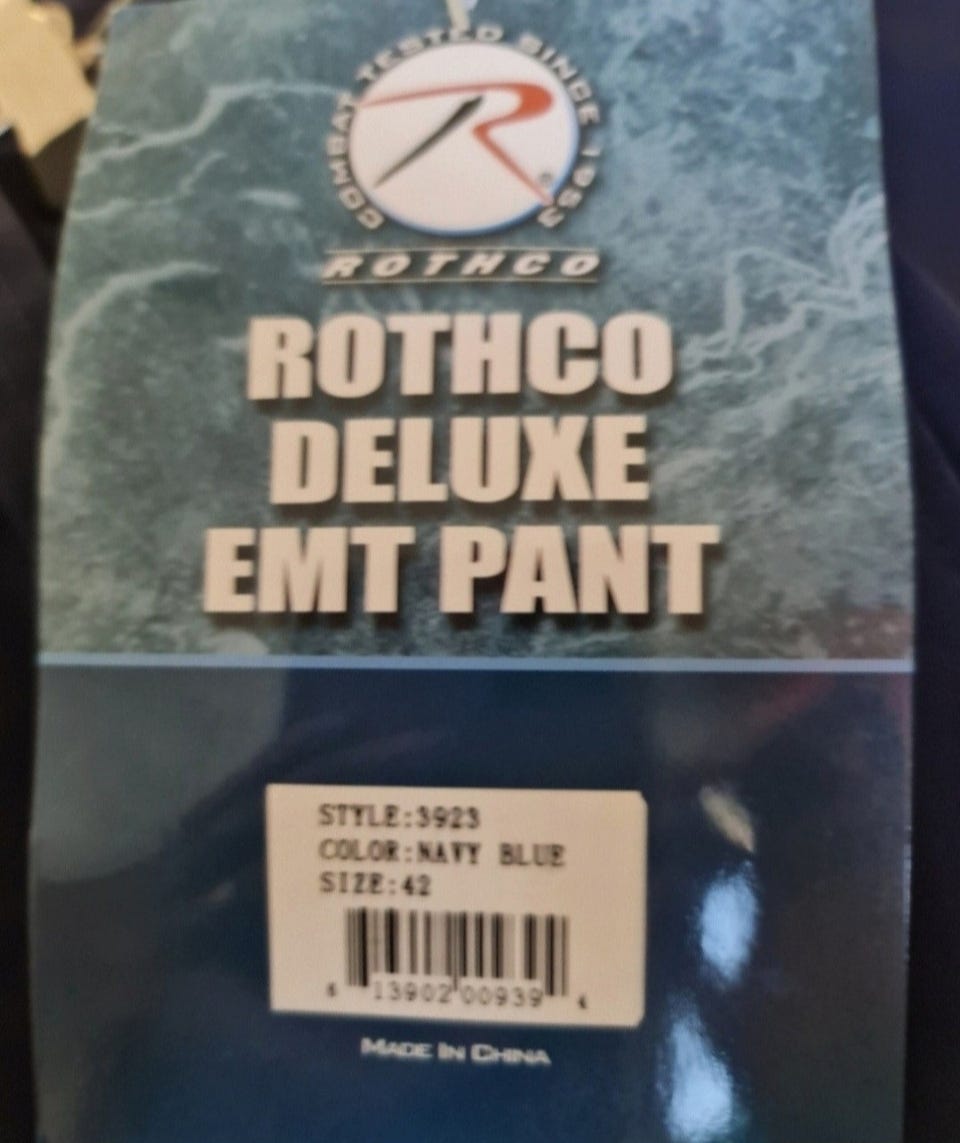 COMBAT TESTED SINCE 1953
R®
ROTHCO
ROTHCO
DELUXE
EMT PANT
STYLE:3923
COLOR:NAVY BLUE
SIZE:42
6 13902 00939 4
MADE IN CHINA